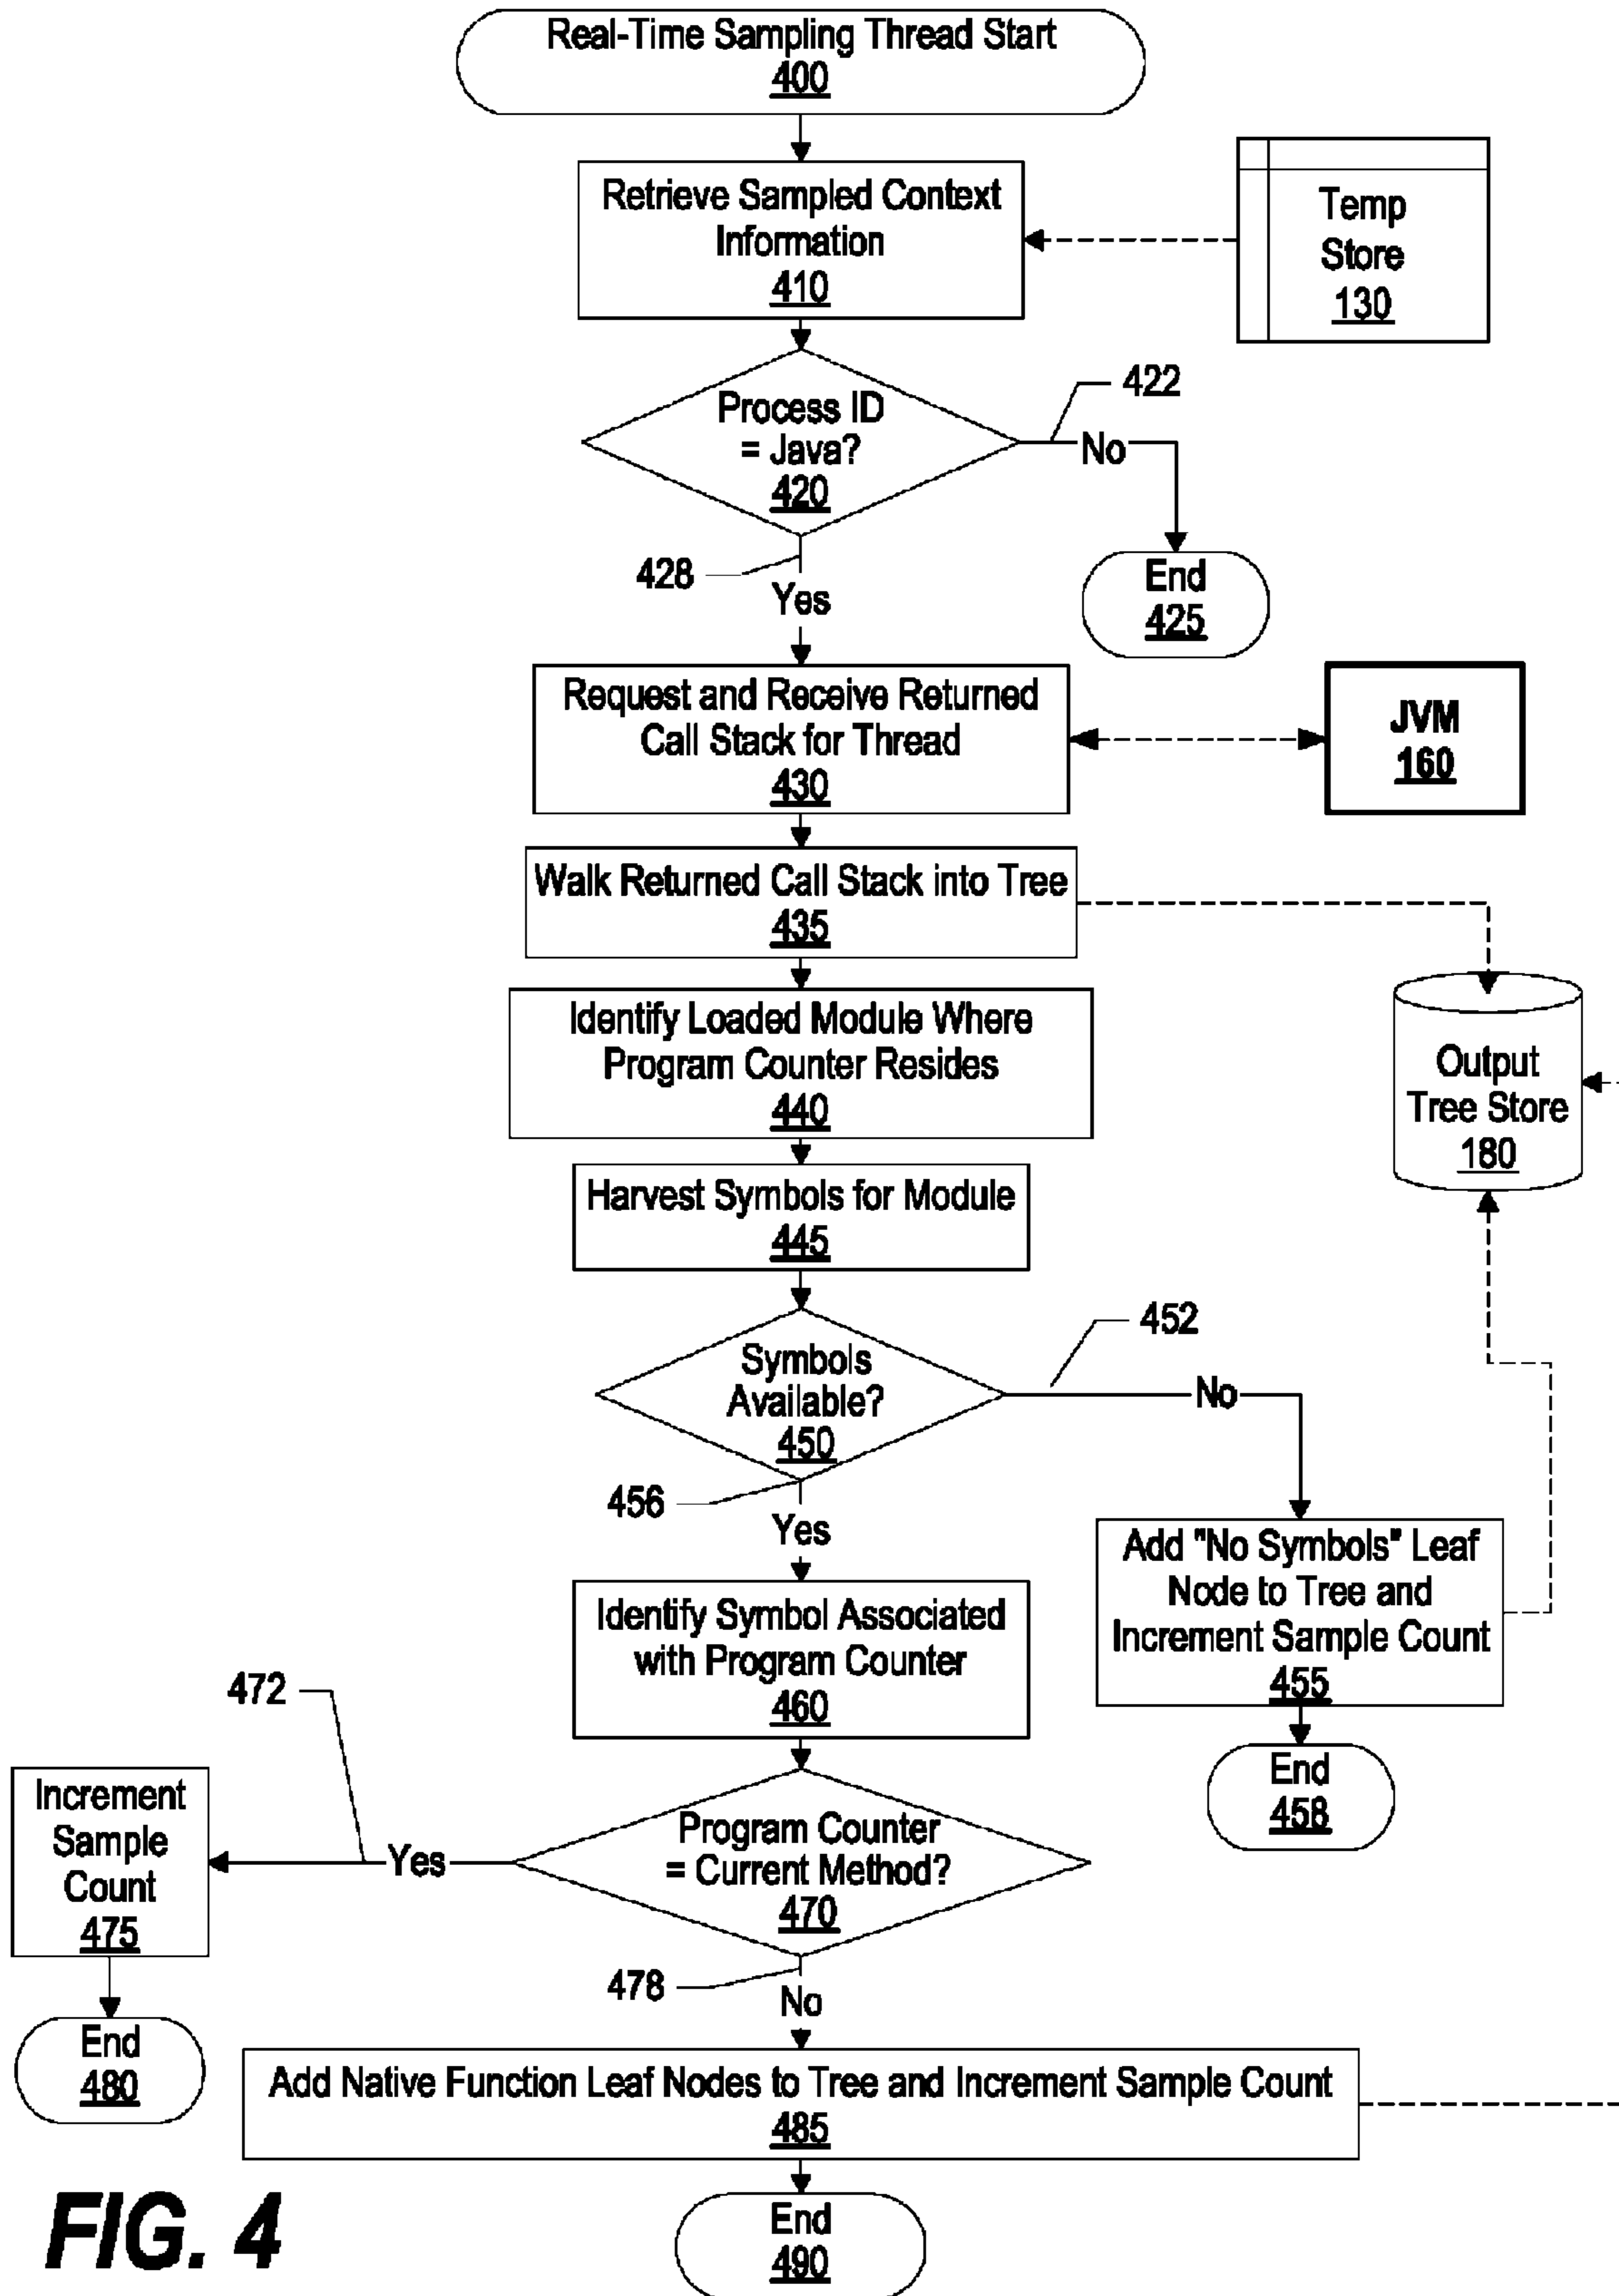 Real-Time Sampling Thread Start
400
Retrieve Sampled Context
Information
410
Temp
Store
130
Process ID
= Java?
420
422
No
End
425
428
Yes
Request and Receive Returned
Call Stack for Thread
430
JVM
160
Walk Returned Call Stack into Tree
435
Identify Loaded Module Where
Program Counter Resides
440
Output
Tree Store
180
Harvest Symbols for Module
445
Symbols
Available?
450
452
No
456
Yes
Add "No Symbols" Leaf
Node to Tree and
Increment Sample Count
455
End
458
Identify Symbol Associated
with Program Counter
460
472
Increment
Sample
Count
475
Yes
Program Counter
= Current Method?
470
478
No
End
480
Add Native Function Leaf Nodes to Tree and Increment Sample Count
485
End
490
FIG. 4